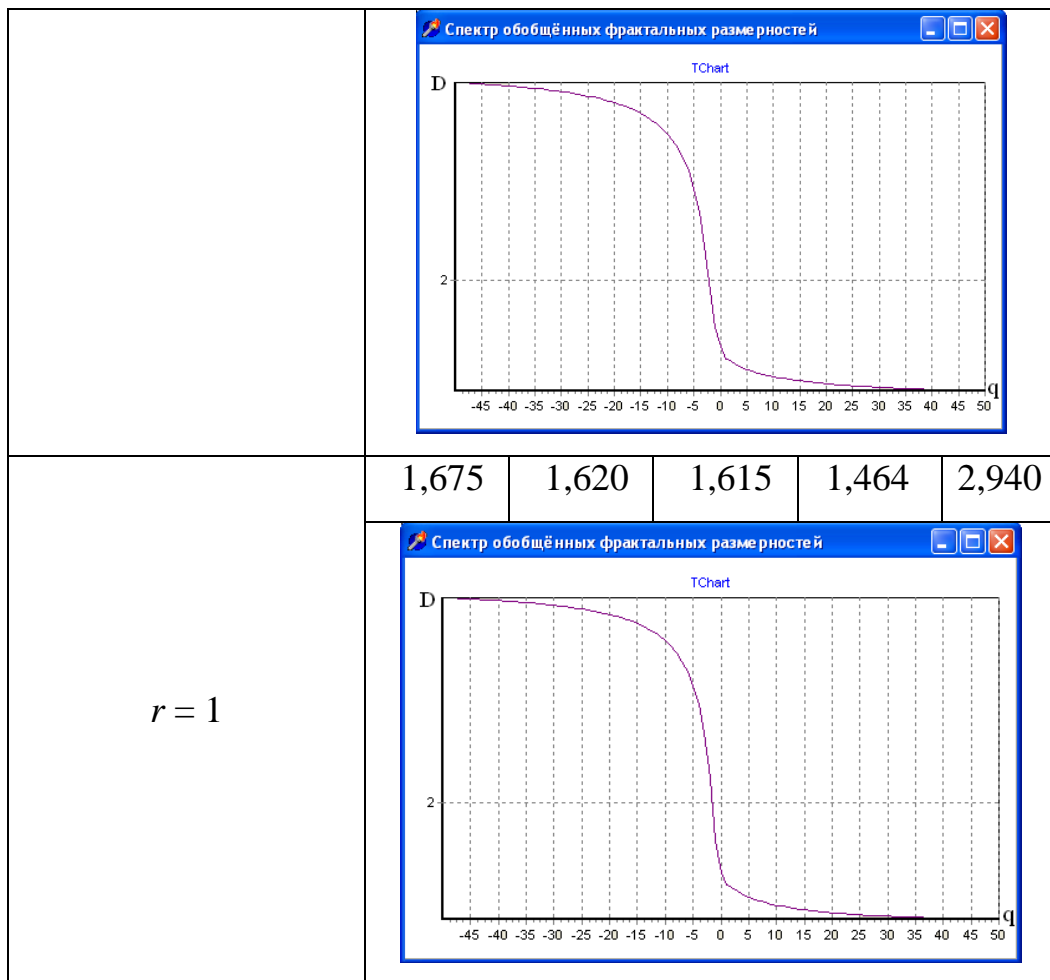 Спектр обобщённых фрактальных размерностей
TChart
D
2
q
-45 -40 -35 -30 -25 -20 -15 -10 -5 0 5 10 15 20 25 30 35 40 45 50
1,675 1,620 1,615 1,464 2,940
r = 1
Спектр обобщённых фрактальных размерностей
TChart
D
2
q
-45 -40 -35 -30 -25 -20 -15 -10 -5 0 5 10 15 20 25 30 35 40 45 50